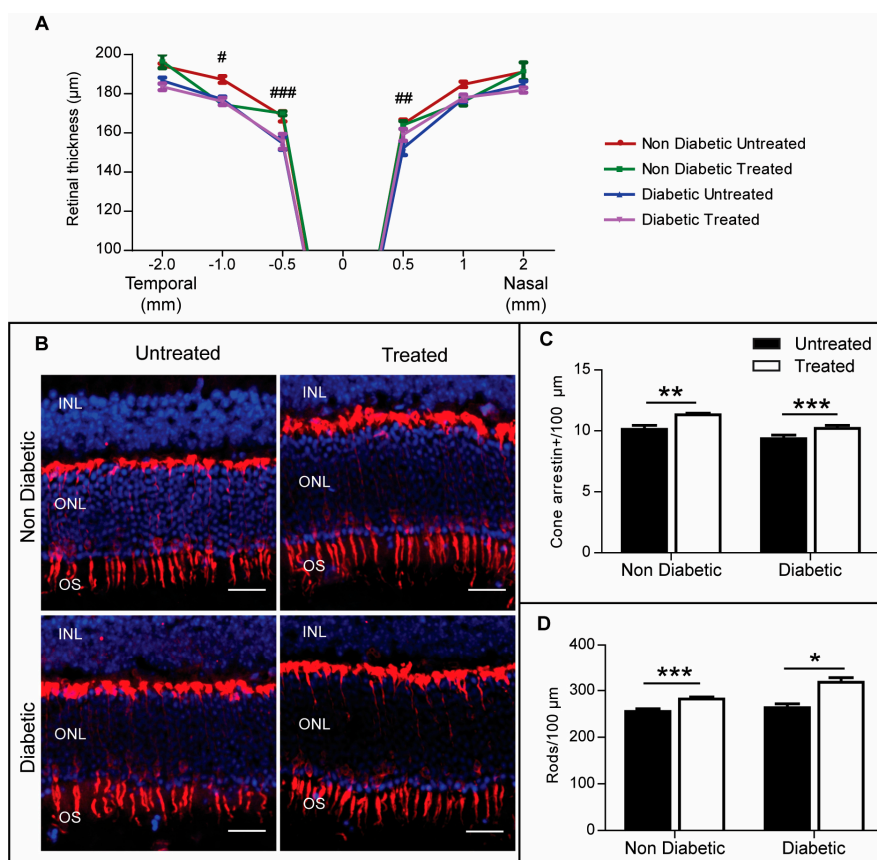 A
Retinal thickness (µm)
200
180
160
140
120
100
#
###
##
-2.0 -1.0 -0.5 0 0.5 1 2
Temporal
(mm)
Nasal
(mm)
Non Diabetic Untreated
Non Diabetic Treated
Diabetic Untreated
Diabetic Treated
B
Untreated Treated
Non Diabetic
INL
ONL
OS
INL
ONL
OS
Diabetic
INL
ONL
OS
INL
ONL
OS
C
Untreated
Treated
Cone arrestin+/100 µm
15
10
5
0
** ***
Non Diabetic Diabetic
D
Rods/100 µm
400
300
200
100
0
*** *
Non Diabetic Diabetic